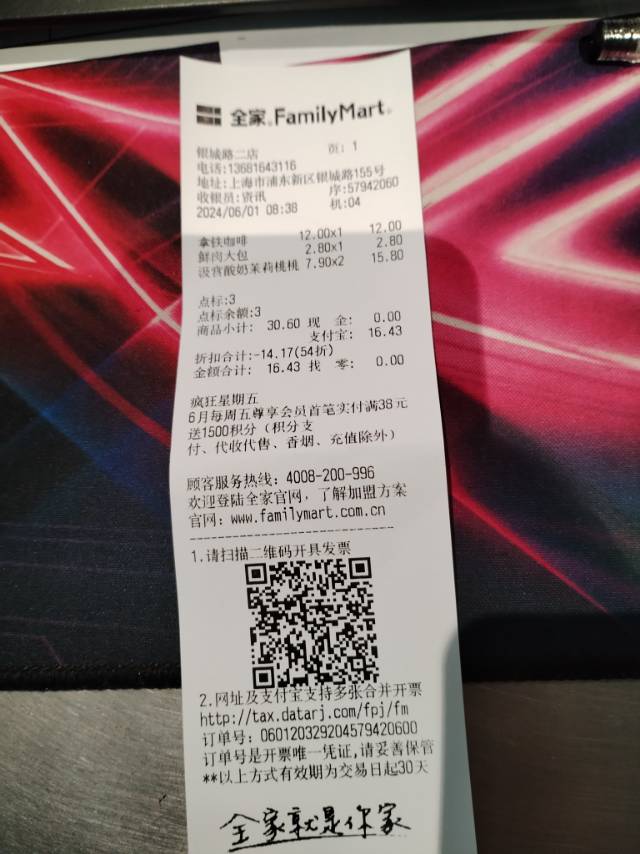 全家 FamilyMart
银城路二店 页: 1
电话:13681643116
地址:上海市浦东新区银城路155号
收银员:资讯 序:57942060
2024/06/01 08:38 机:04
拿铁咖啡 12.00x1 12.00
鲜肉大包 2.80x1 2.80
汲食酸奶茉莉桃桃 7.90x2 15.80
点标:3
点标余额:3
商品小计: 30.60 现 金: 0.00
支付宝: 16.43
折扣合计:-14.17(54折)
金额合计: 16.43 找 零: 0.00
疯狂星期五
6月每周五尊享会员首笔实付满38元
送1500积分（积分支
付、代收代售、香烟、充值除外）
顾客服务热线: 4008-200-996
欢迎登陆全家官网，了解加盟方案
官网: www.familymart.com.cn
1.请扫描二维码开具发票
2.网址及支付宝支持多张合并开票
http://tax.datarj.com/fpj/fm
订单号: 060120329204579420600
订单号是开票唯一凭证,请妥善保管
**以上方式有效期为交易日起30天
全家就是你家